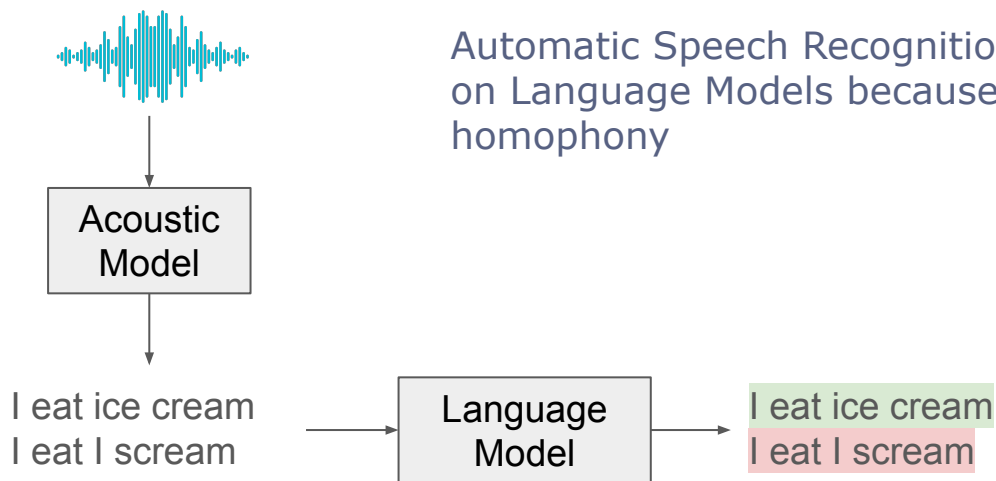 Automatic Speech Recognitio
on Language Models because
homophony
Acoustic
Model
I eat ice cream
I eat I scream
Language
Model
I eat ice cream
I eat I scream